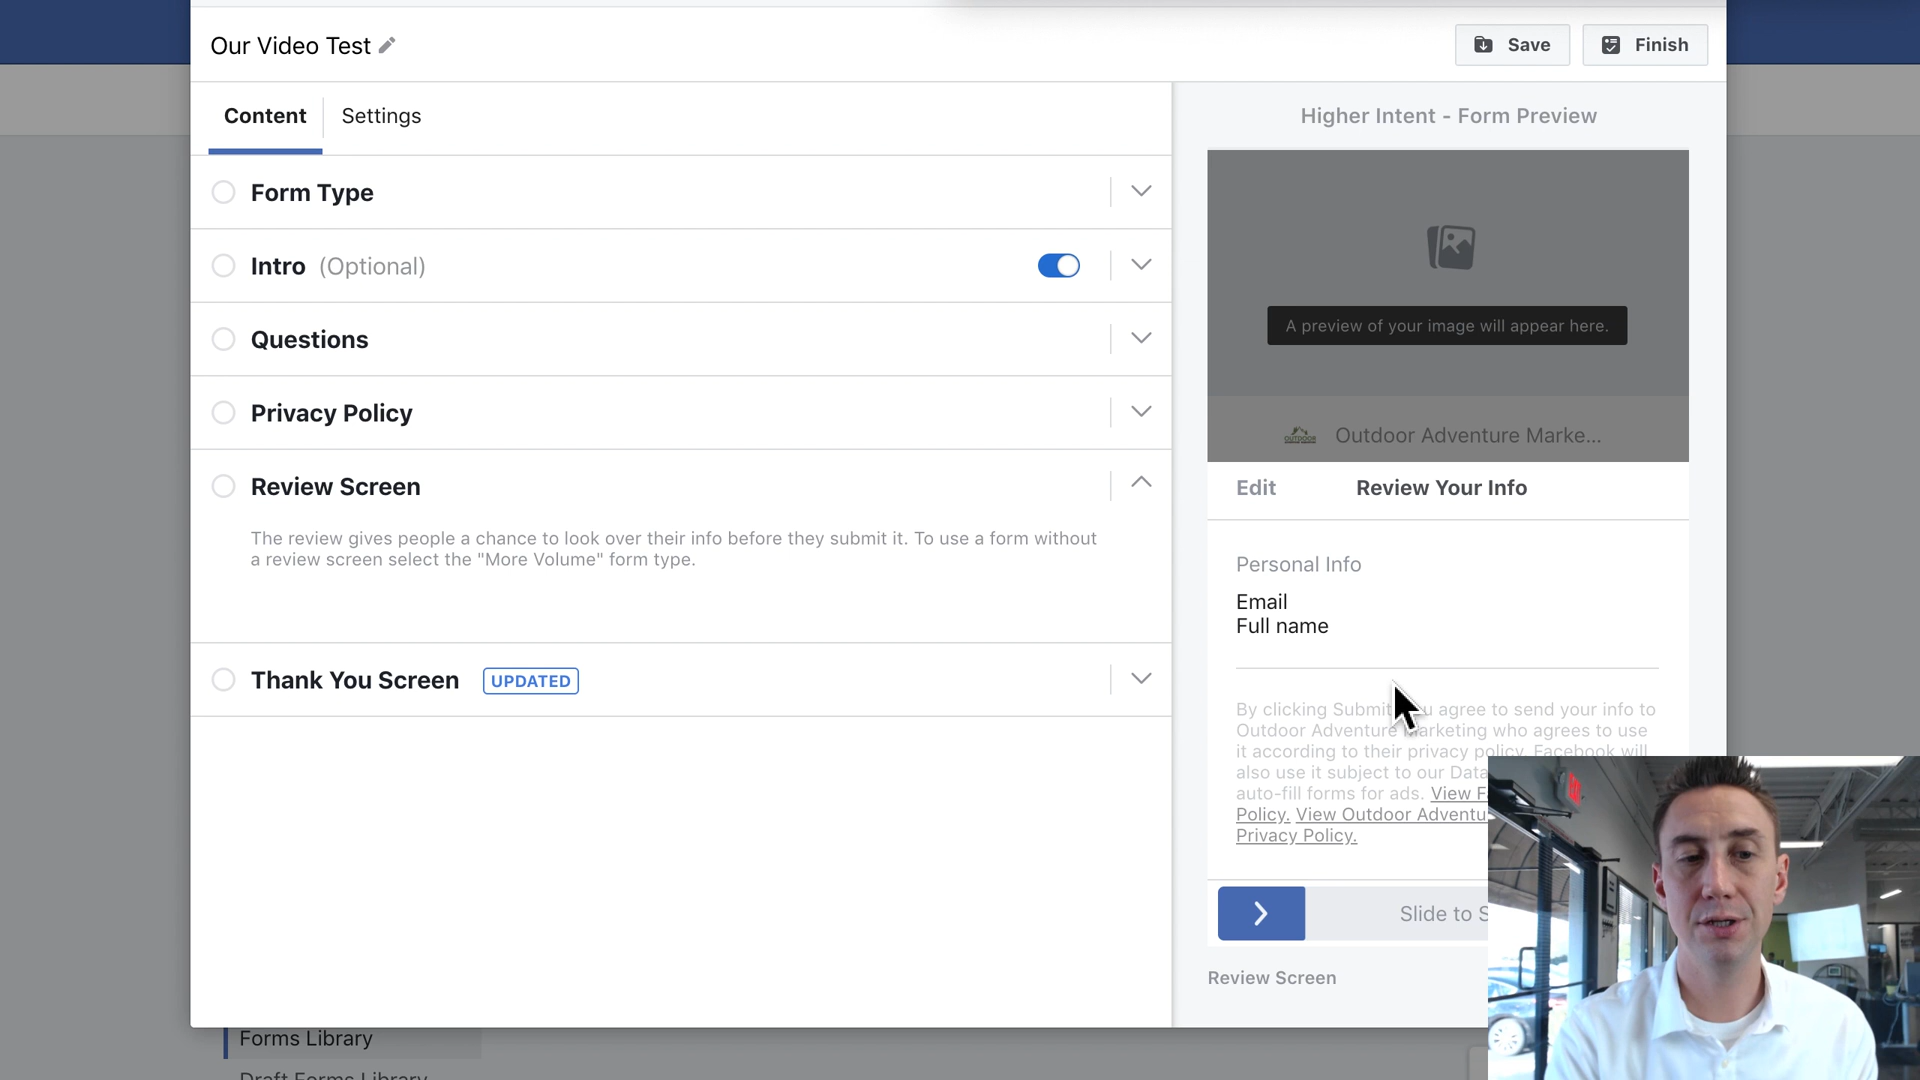 Our Video Test
Save
Finish
Content
Settings
Higher Intent - Form Preview
Form Type
Intro (Optional)
Questions
Privacy Policy
Review Screen
The review gives people a chance to look over their info before they submit it. To use a form without
a review screen select the "More Volume" form type.
Thank You Screen UPDATED
A preview of your image will appear here.
OUTDOOR
Outdoor Adventure Marke...
Edit
Review Your Info
Personal Info
Email
Full name
By clicking Submit agree to send your info to
Outdoor Adventure Marketing who agrees to use
it according to their privacy policy. Facebook will
also use it subject to our Data
auto-fill forms for ads. View
Policy. View Outdoor
Privacy Policy.
Slide to
Review Screen
Forms Library
Draft Forms Library